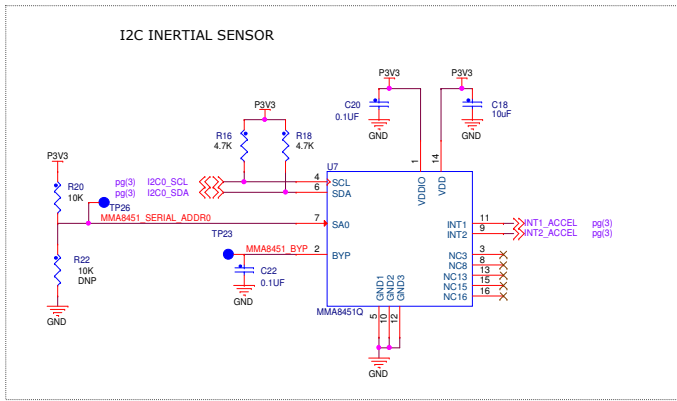 I2C INERTIAL SENSOR
P3V3
P3V3
P3V3
C20
0.1UF
GND
C18
10uF
GND
R16
4.7K
R18
4.7K
P3V3
R20
10K
TP26
pg(3) I2C0_SCL
pg(3) I2C0_SDA
MMA8451_SERIAL_ADDR0
R22
10K
DNP
GND
TP23
MMA8451_BYP
C22
0.1UF
GND
U7
4 SCL
6 SDA
7 SA0
2 BYP
1 VDDIO
14 VDD
INT1 11 INT1_ACCEL pg(3)
INT2 9 INT2_ACCEL pg(3)
NC3 3
NC8 8
NC13 13
NC15 15
NC16 16
GND1 5
GND2 10
GND3 12
MMA8451Q
GND